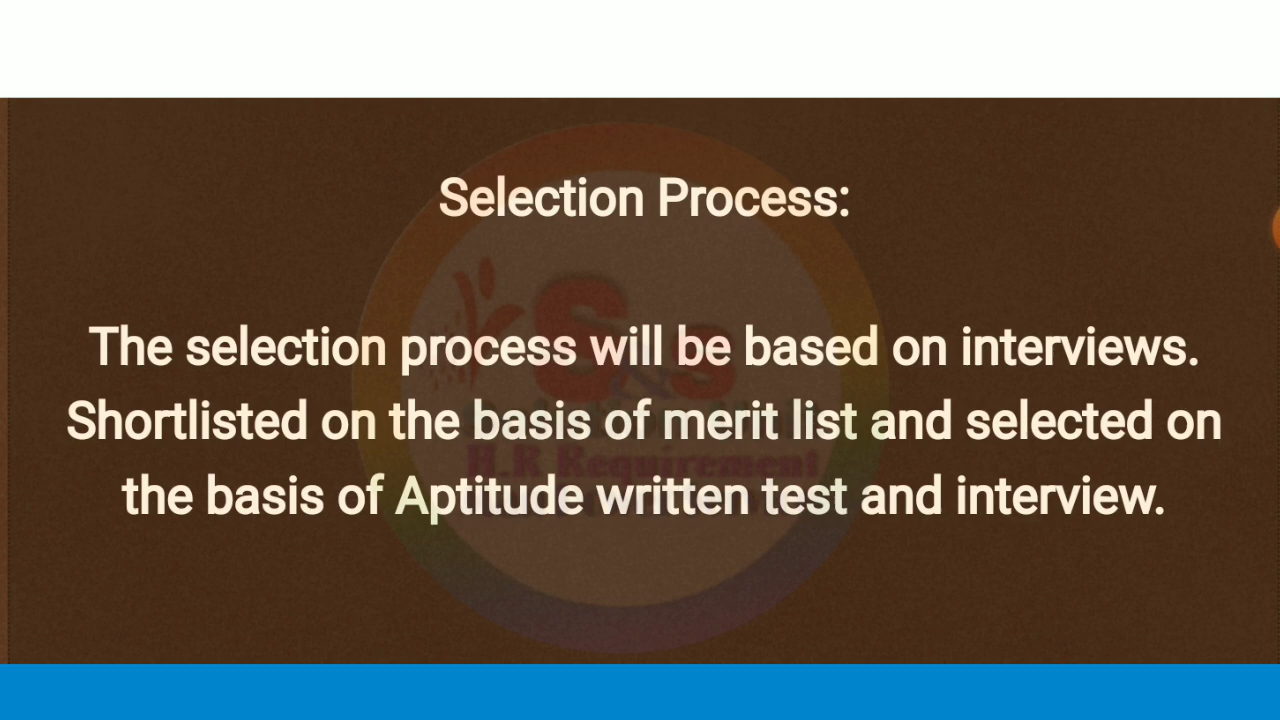 Selection Process:
The selection process will be based on interviews.
Shortlisted on the basis of merit list and selected on
the basis of Aptitude written test and interview.
S & S
H.R Requirement